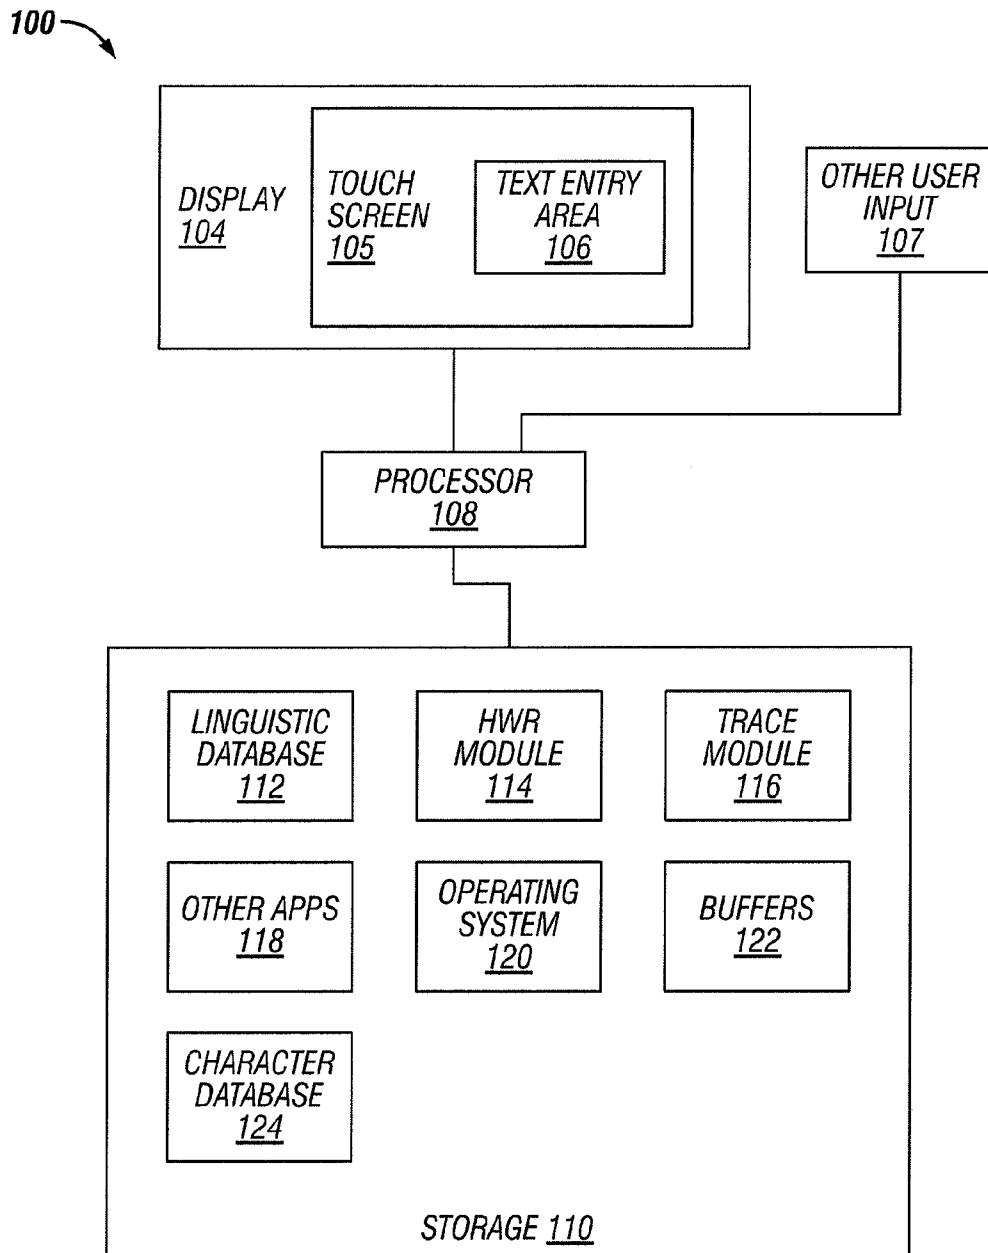 100
DISPLAY
104
TOUCH
SCREEN
105
TEXT ENTRY
AREA
106
OTHER USER
INPUT
107
PROCESSOR
108
LINGUISTIC
DATABASE
112
HWR
MODULE
114
TRACE
MODULE
116
OTHER APPS
118
OPERATING
SYSTEM
120
BUFFERS
122
CHARACTER
DATABASE
124
STORAGE 110